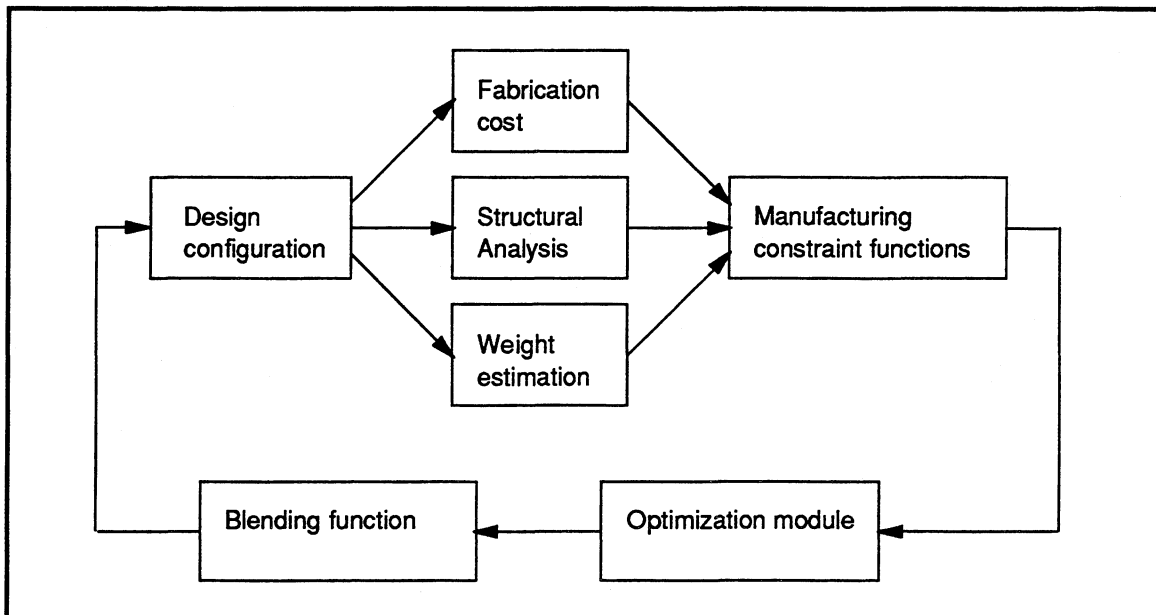 Fabrication
cost
Design
configuration
Structural
Analysis
Manufacturing
constraint functions
Weight
estimation
Blending function
Optimization module